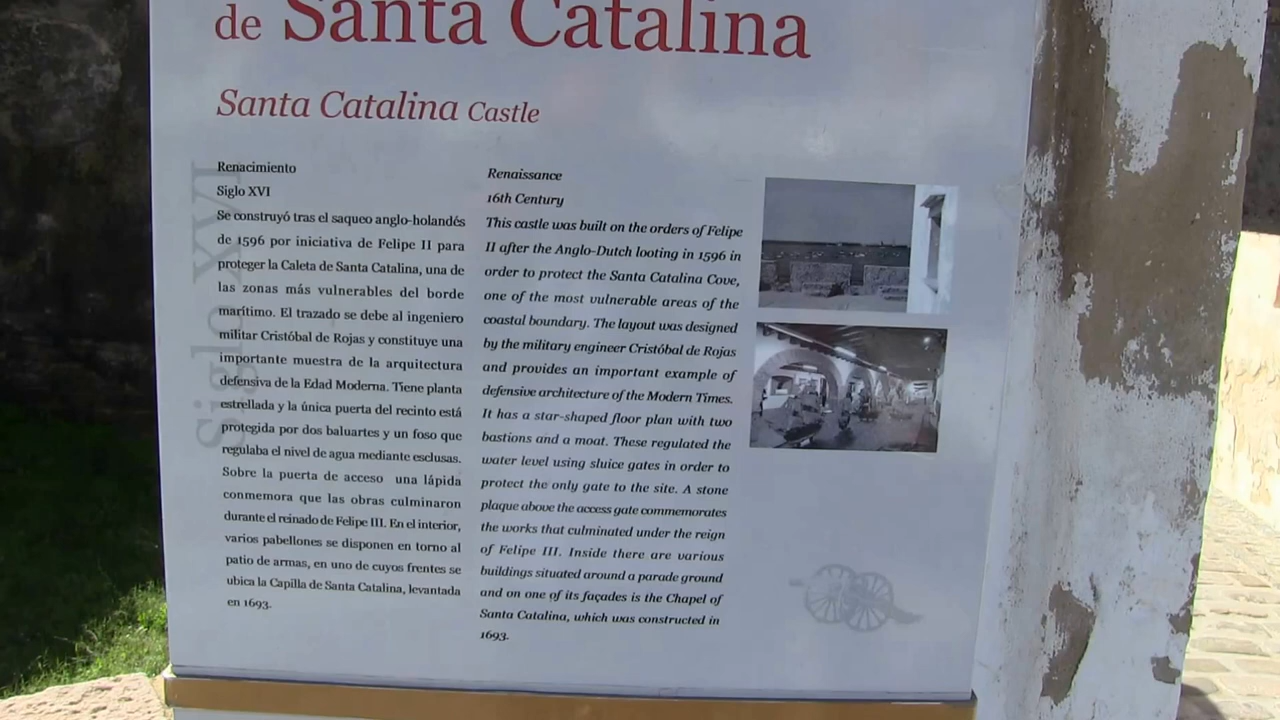 de Santa Catalina
Santa Catalina Castle
Siglo XVI
Renacimiento
Siglo XVI
Se construyó tras el saqueo anglo-holandés
de 1596 por iniciativa de Felipe II para
proteger la Caleta de Santa Catalina, una de
las zonas más vulnerables del borde
marítimo. El trazado se debe al ingeniero
militar Cristóbal de Rojas y constituye una
importante muestra de la arquitectura
defensiva de la Edad Moderna. Tiene planta
estrellada y la única puerta del recinto está
protegida por dos baluartes y un foso que
regulaba el nivel de agua mediante esclusas.
Sobre la puerta de acceso una lápida
conmemora que las obras culminaron
durante el reinado de Felipe III. En el interior,
varios pabellones se disponen en torno al
patio de armas, en uno de cuyos frentes se
ubica la Capilla de Santa Catalina, levantada
en 1693.
Renaissance
16th Century
This castle was built on the orders of Felipe
II after the Anglo-Dutch looting in 1596 in
order to protect the Santa Catalina Cove,
one of the most vulnerable areas of the
coastal boundary. The layout was designed
by the military engineer Cristóbal de Rojas
and provides an important example of
defensive architecture of the Modern Times.
It has a star-shaped floor plan with two
bastions and a moat. These regulated the
water level using sluice gates in order to
protect the only gate to the site. A stone
plaque above the access gate commemorates
the works that culminated under the reign
of Felipe III. Inside there are various
buildings situated around a parade ground
and on one of its façades is the Chapel of
Santa Catalina, which was constructed in
1693.